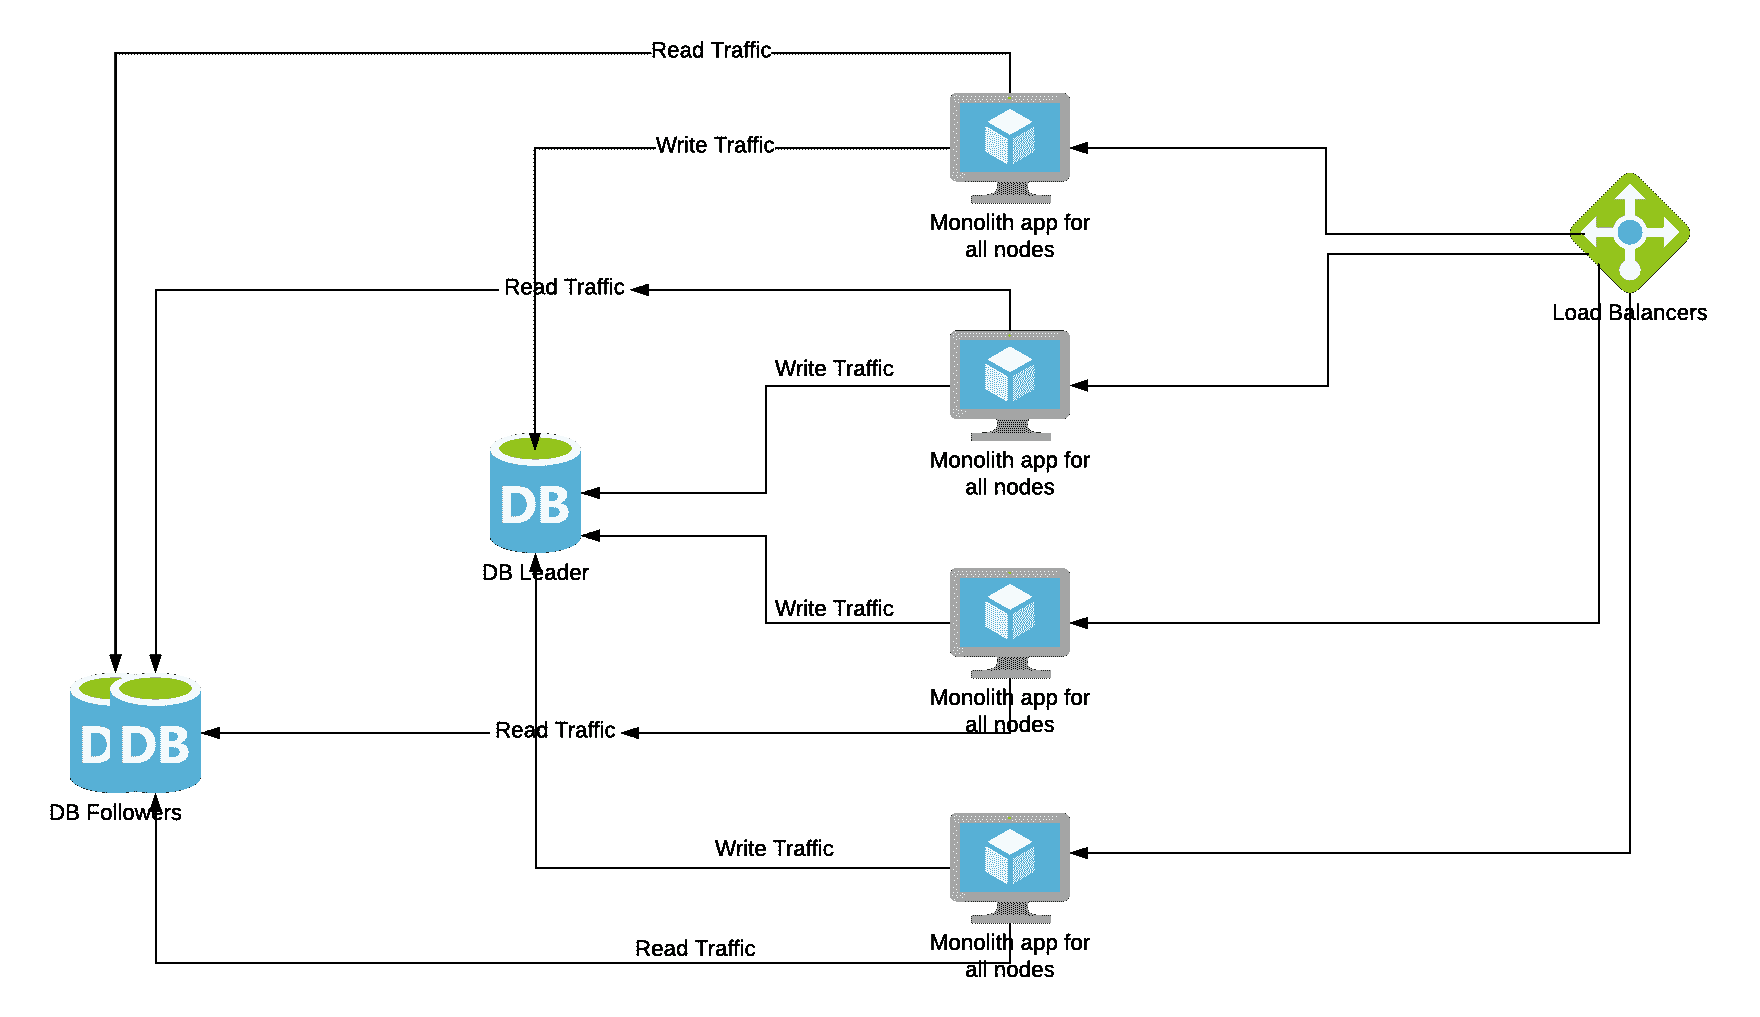 Read Traffic
Write Traffic
Monolith app for
all nodes
Read Traffic
Load Balancers
Write Traffic
Monolith app for
all nodes
DB
DB Leader
Write Traffic
Monolith app for
all nodes
Read Traffic
D
DB
DB Followers
Write Traffic
Read Traffic
Monolith app for
all nodes